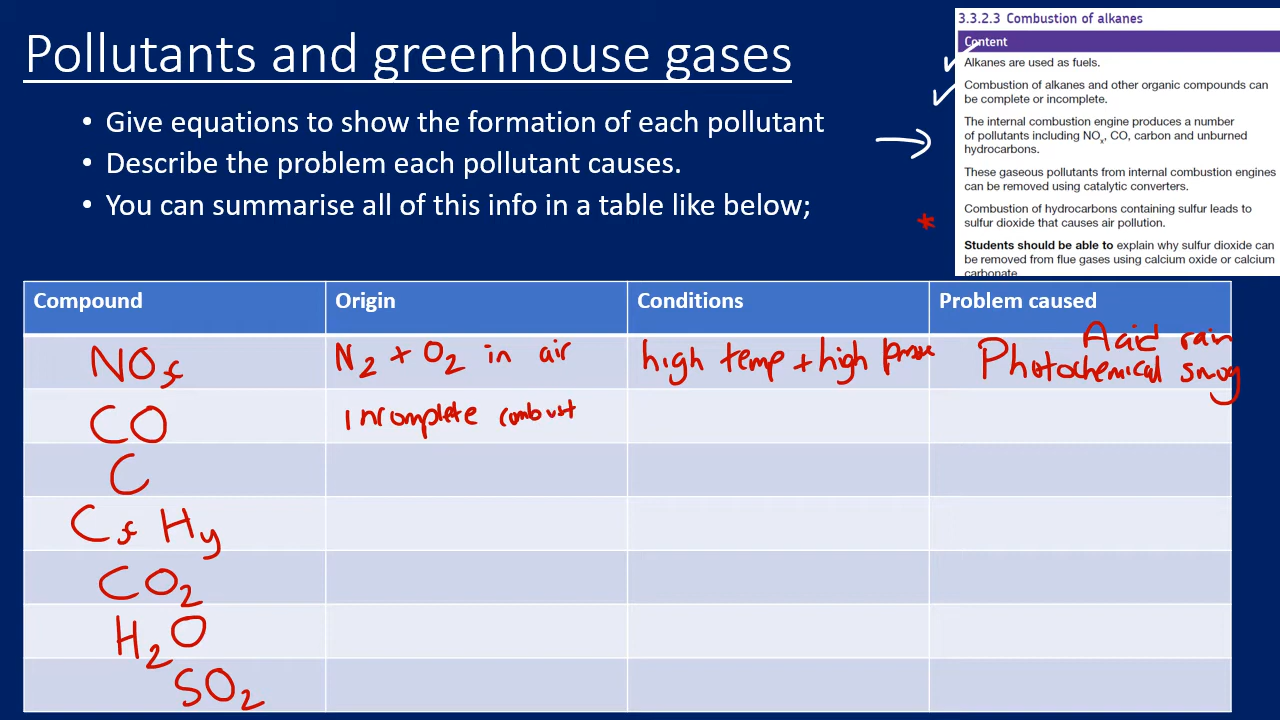 Pollutants and greenhouse gases
• Give equations to show the formation of each pollutant
• Describe the problem each pollutant causes.
• You can summarise all of this info in a table like below;
3.3.2.3 Combustion of alkanes
Content
Alkanes are used as fuels.
Combustion of alkanes and other organic compounds can
be complete or incomplete.
The internal combustion engine produces a number
of pollutants including NOx, CO, carbon and unburned
hydrocarbons.
These gaseous pollutants from internal combustion engines
can be removed using catalytic converters.
Combustion of hydrocarbons containing sulfur leads to
sulfur dioxide that causes air pollution.
Students should be able to explain why sulfur dioxide can
be removed from flue gases using calcium oxide or calcium
carbonate
Compound Origin Conditions Problem caused
Acid rain
NOx N2 + O2 in air high temp + high Photochemical smog
CO Incomplete combust
C
Cx Hy
CO2
H2O
SO2